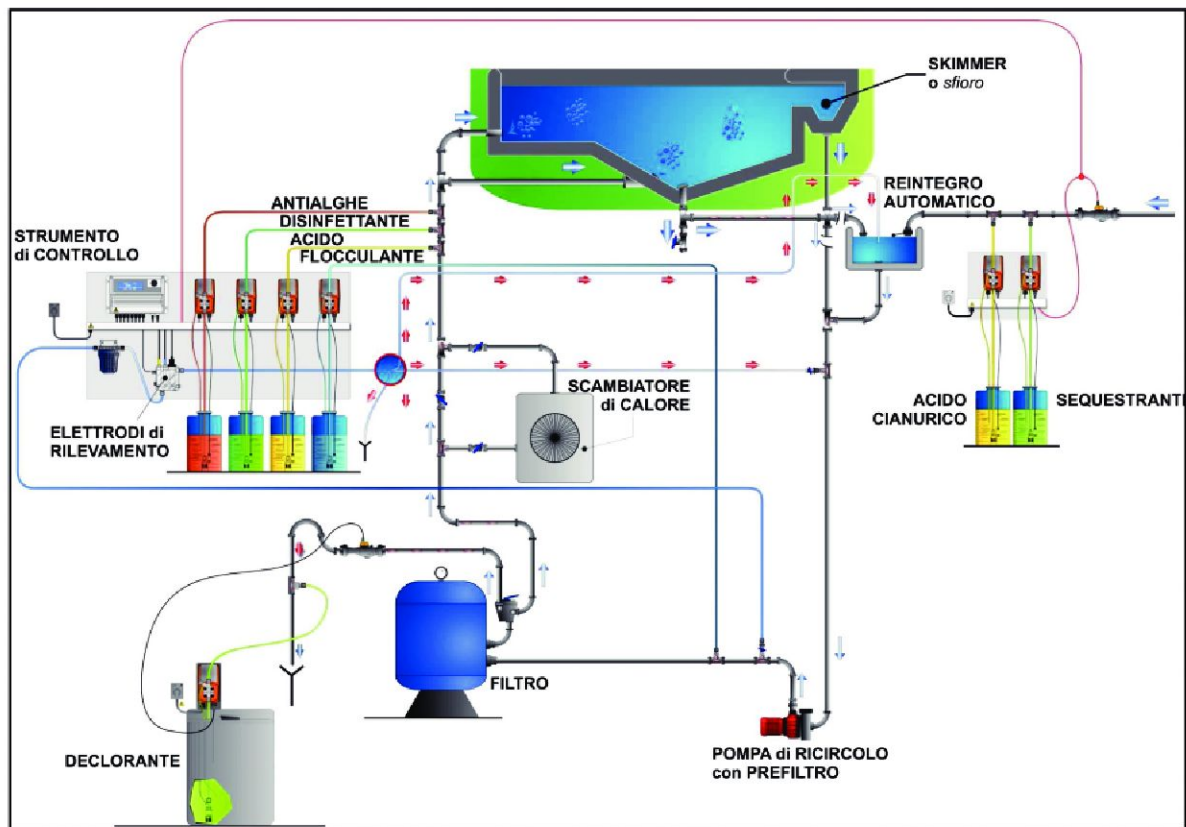 SKIMMER
o sfioro
REINTEGRO
AUTOMATICO
ANTIALGHE
DISINFETTANTE
ACIDO
FLOCCULANTE
STRUMENTO
di CONTROLLO
SCAMBIATORE
di CALORE
ACIDO
CIANURICO
SEQUESTRANTE
ELETTRODI di
RILEVAMENTO
FILTRO
DECLORANTE
POMPA di RICIRCOLO
con PREFILTRO